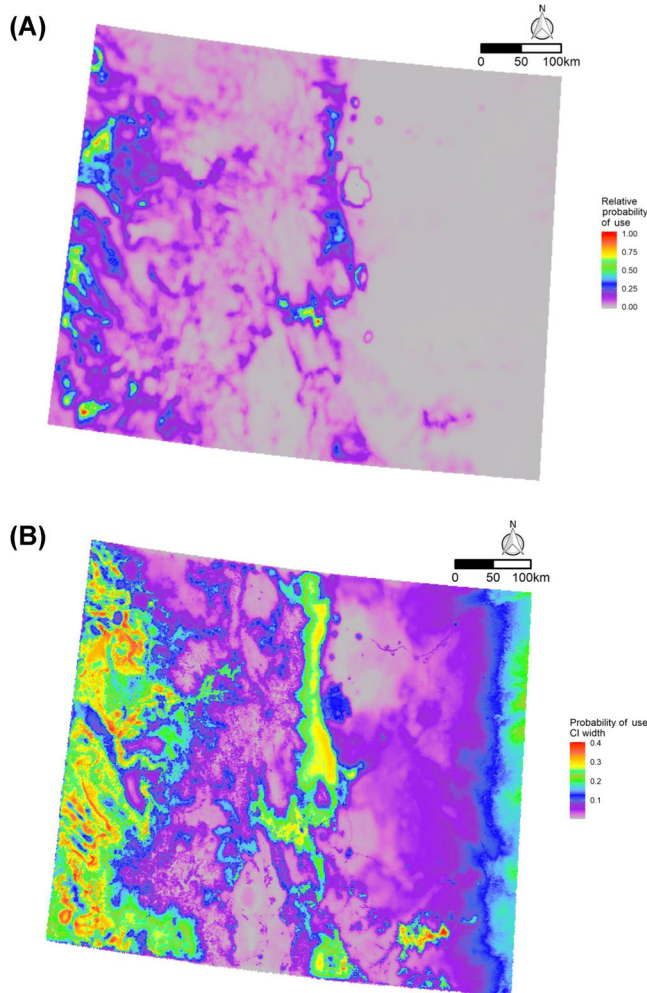 (A)
N
0 50 100km
Relative
probability
of use
1.00
0.75
0.50
0.25
0.00
(B)
N
0 50 100km
Probability of use
CI width
0.4
0.3
0.2
0.1